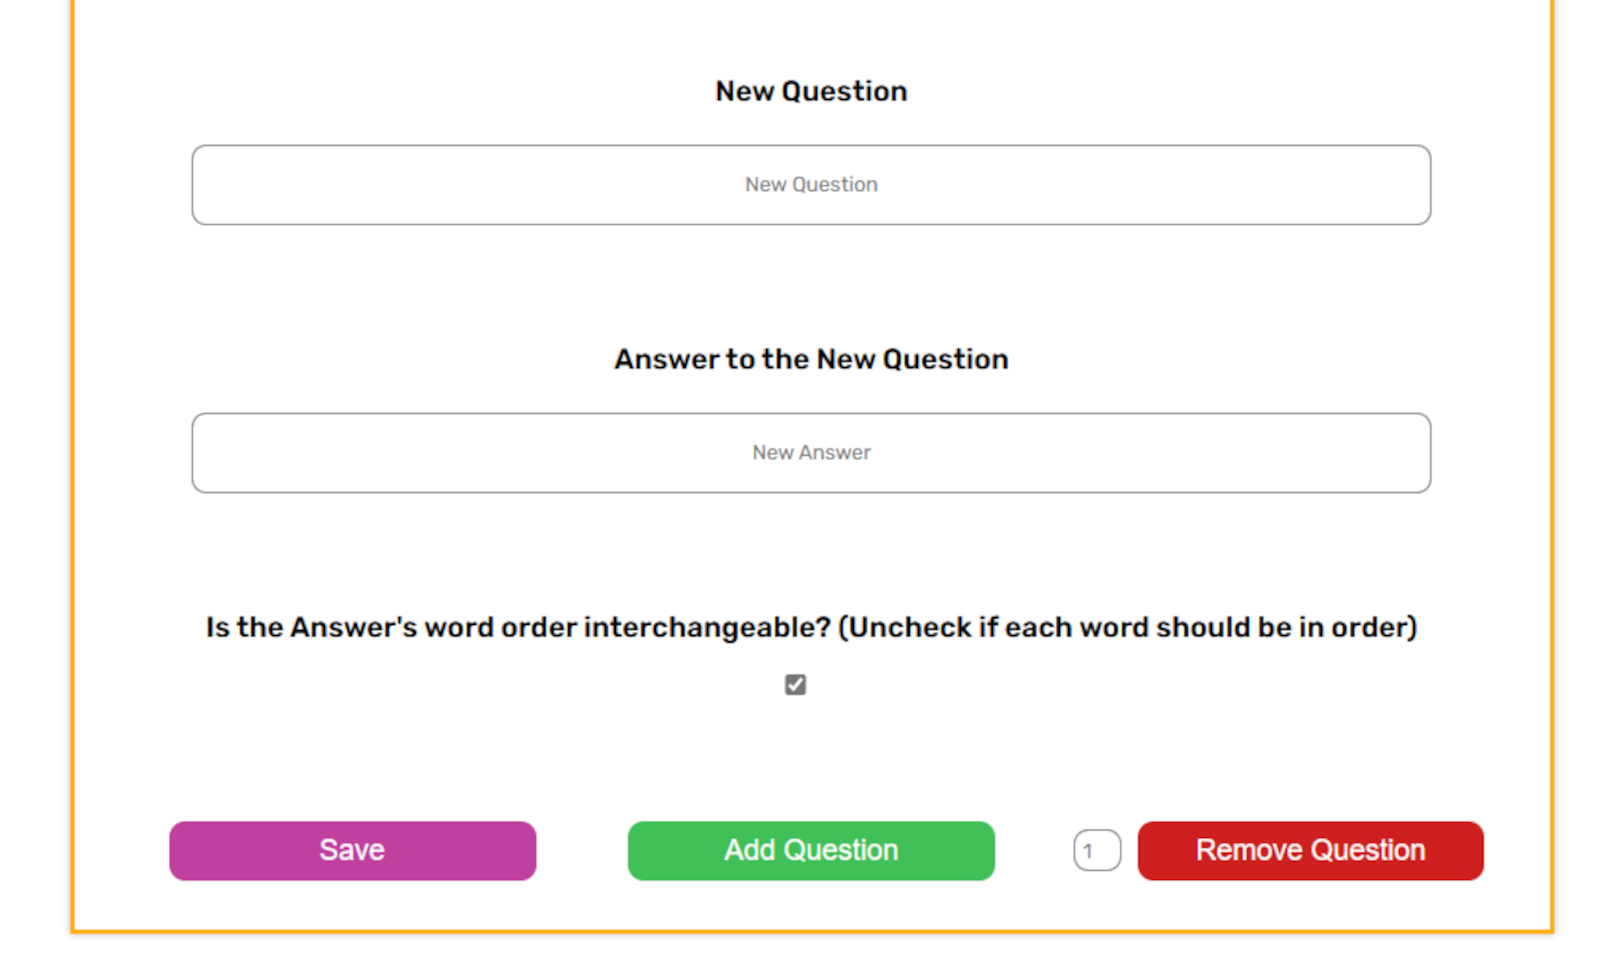 New Question
New Question
Answer to the New Question
New Answer
Is the Answer's word order interchangeable? (Uncheck if each word should be in order)
Save
Add Question
1
Remove Question